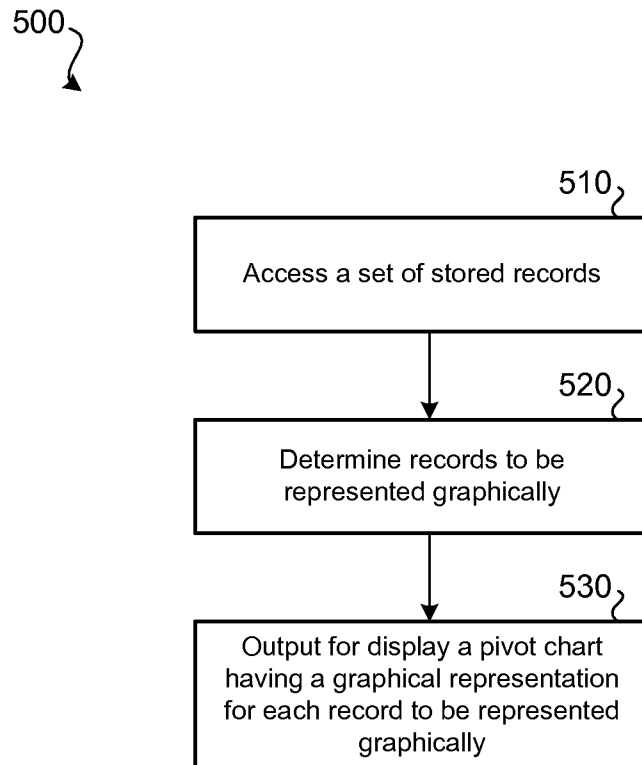 500
510
Access a set of stored records
520
Determine records to be
represented graphically
530
Output for display a pivot chart
having a graphical representation
for each record to be represented
graphically